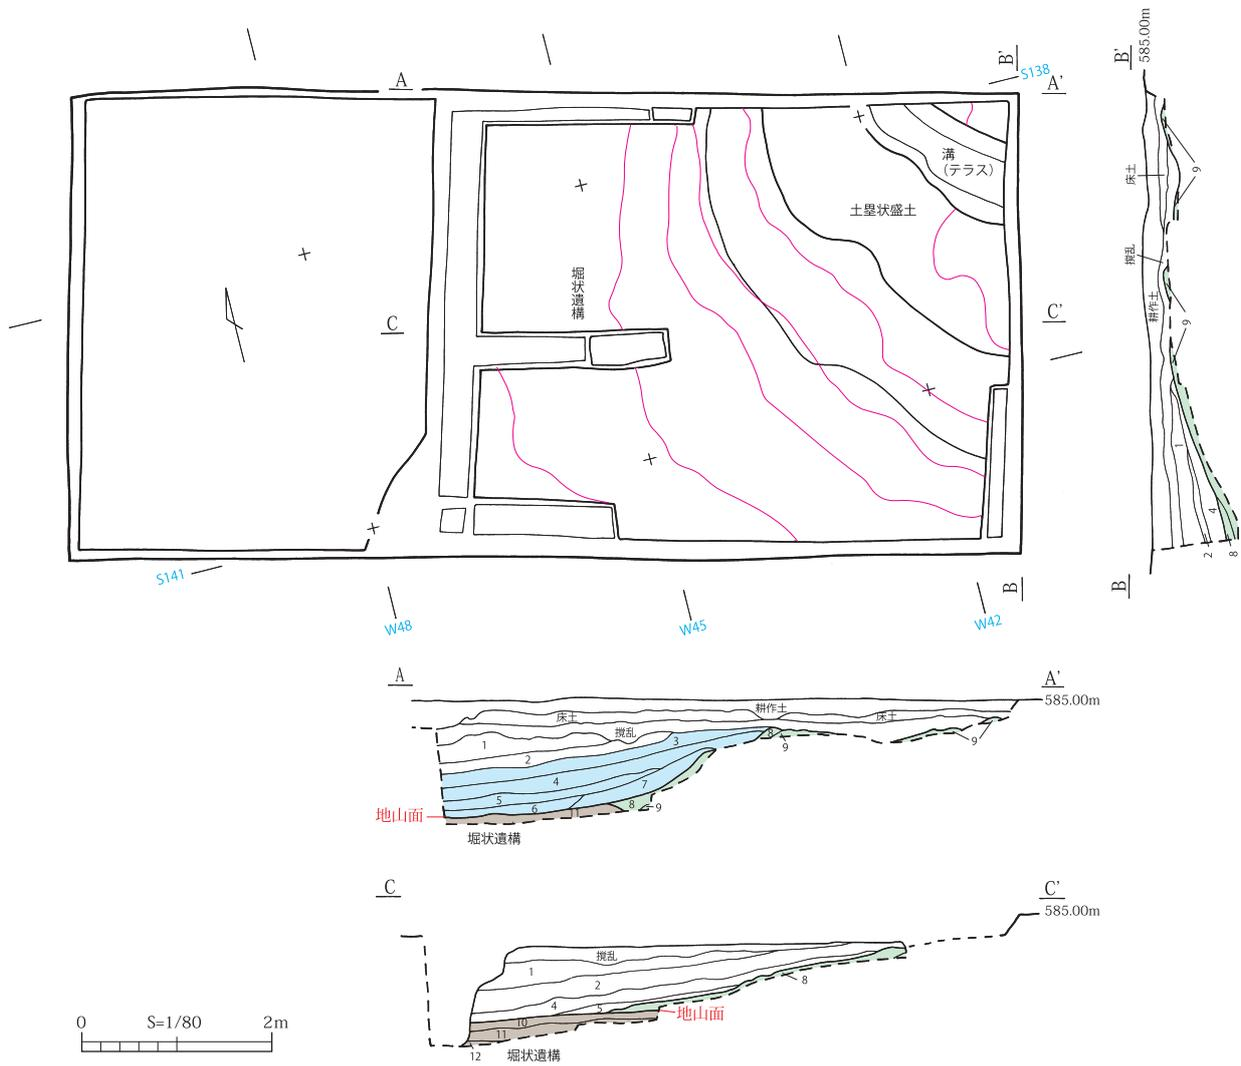 A
B'
S138
A'
溝
(テラス)
土塁状盛土
堀状遺構
C
C'
S141
W48
W45
W42
B
B'
585.00m
床土
撹乱
耕作土
9
9
1
4
2
8
B
A
A'
585.00m
床土
耕作土
床土
撹乱
1
2
3
8
9
9
4
5
6
7
8
9
11
地山面
堀状遺構
C
C'
585.00m
撹乱
1
2
4
5
8
10
11
12
地山面
堀状遺構
0 S=1/80 2m